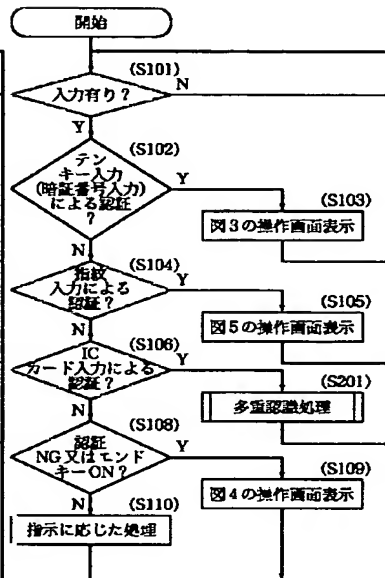 開始
(S101)
入力有り?
N
Y
(S102)
テン
キー入力
(暗証番号入力)
による認証
?
Y
(S103)
図3の操作画面表示
N
(S104)
指紋
入力による
認証?
Y
(S105)
図5の操作画面表示
N
(S106)
IC
カード入力による
認証?
Y
(S201)
多重認識処理
N
(S108)
認証
NG又はエンド
キーON?
Y
(S109)
図4の操作画面表示
N
(S110)
指示に応じた処理